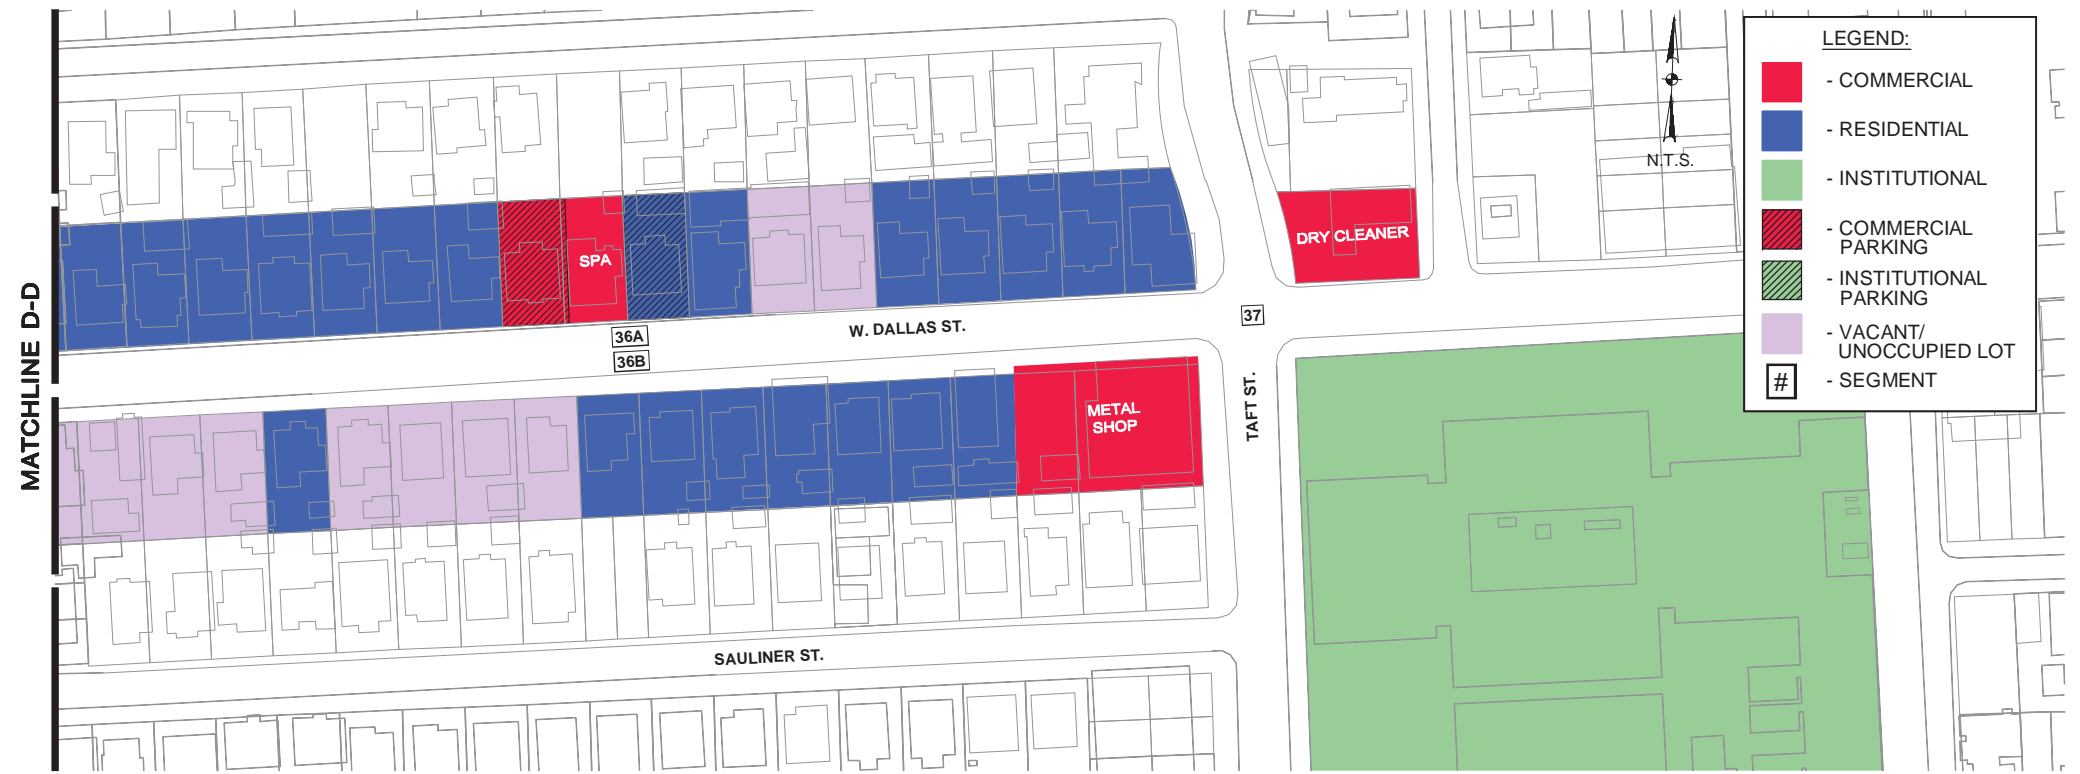 MATCHLINE D-D
SPA
DRY CLEANER
36A
36B
W. DALLAS ST.
37
METAL
SHOP
TAFT ST.
SAULINER ST.
N.T.S.
LEGEND:
- COMMERCIAL
- RESIDENTIAL
- INSTITUTIONAL
- COMMERCIAL
PARKING
- INSTITUTIONAL
PARKING
- VACANT/
UNOCCUPIED LOT
# - SEGMENT